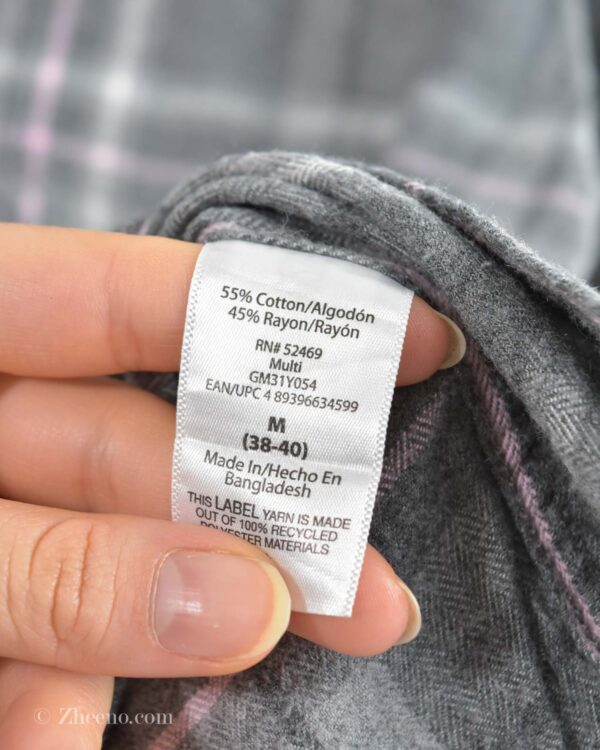 55% Cotton/Algodón
45% Rayon/Rayón
RN# 52469
Multi
GM31Y054
EAN/UPC 4 89396634599
M
(38-40)
Made In/Hecho En
Bangladesh
THIS LABEL YARN IS MADE
OUT OF 100% RECYCLED
POLYESTER MATERIALS
© Zheeno.com